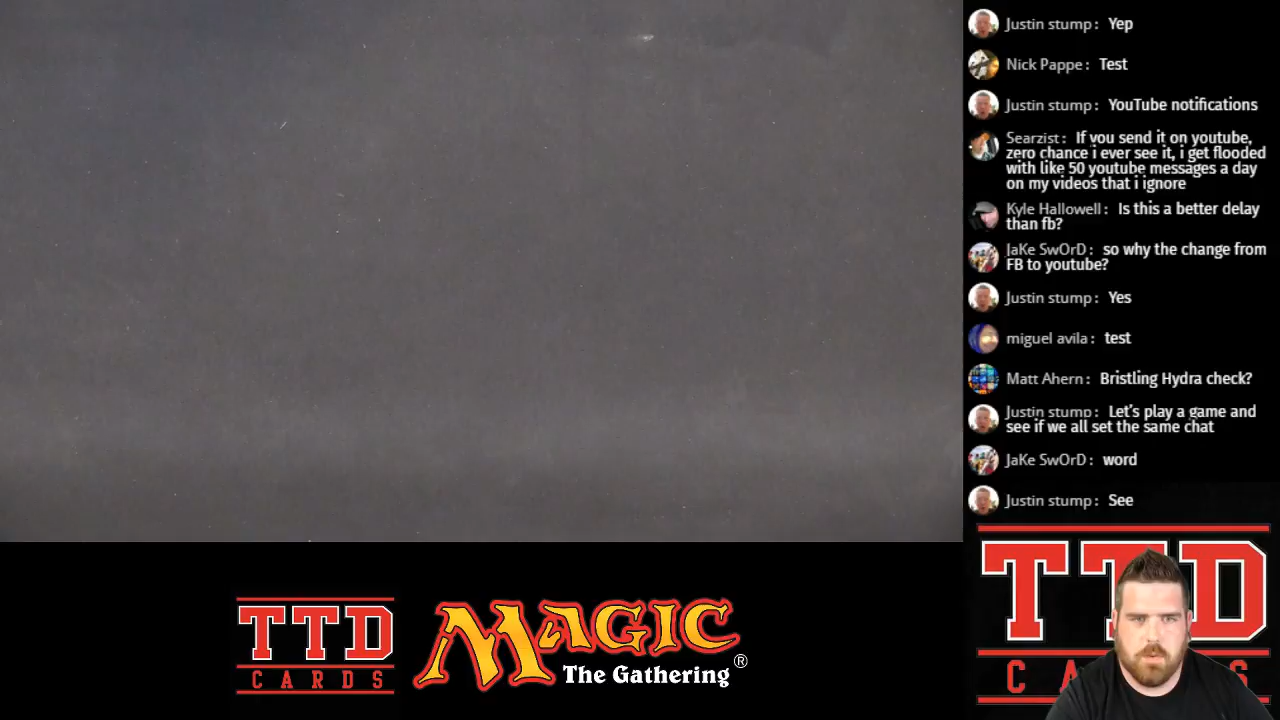 Justin stump: Yep
Nick Pappe: Test
Justin stump: YouTube notifications
Searzist: If you send it on youtube,
zero chance i ever see it, i get flooded
with like 50 youtube messages a day
on my videos that i ignore
Kyle Hallowell: Is this a better delay
than fb?
JaKe SwOrD: so why the change from
FB to youtube?
Justin stump: Yes
miguel avila: test
Matt Ahern: Bristling Hydra check?
Justin stump: Let's play a game and
see if we all set the same chat
JaKe SwOrD: word
Justin stump: See
TTD
CARDS
MAGIC
The Gathering®
TTD
CA S